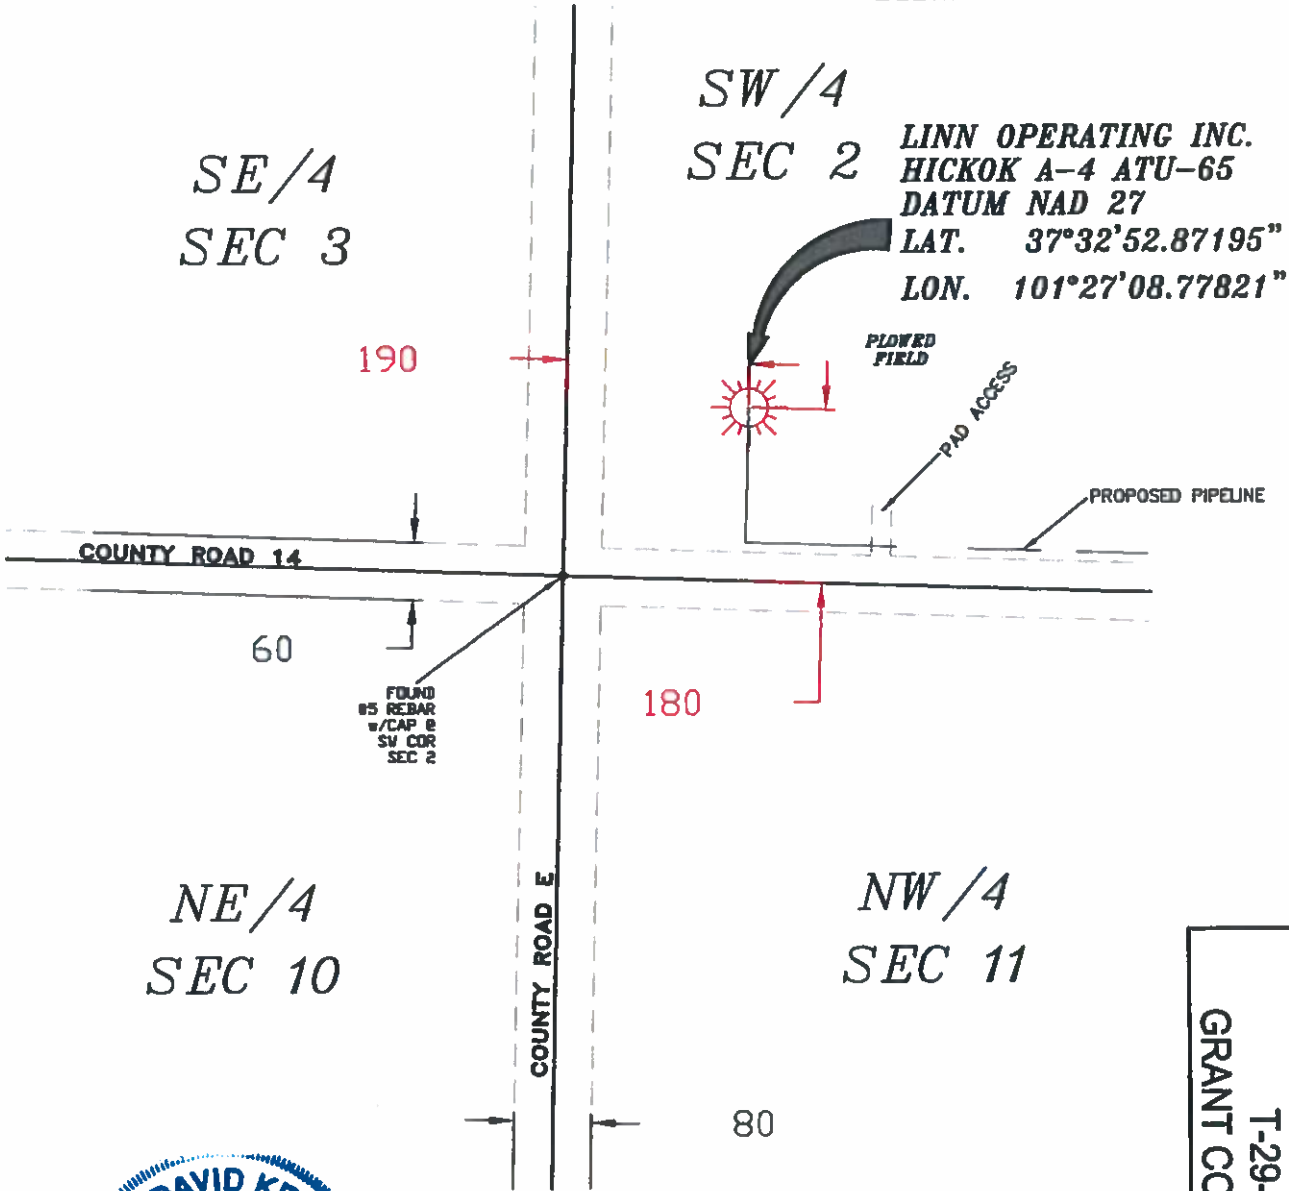 SW/4
SEC 2
LINN OPERATING INC.
HICKOK A-4 ATU-65
DATUM NAD 27
LAT. 37°32'52.87195"
LON. 101°27'08.77821"
SE/4
SEC 3
190
PLOWED
FIELD
PAD ACCESS
PROPOSED PIPELINE
COUNTY ROAD 14
60
FOUND
#5 REBAR
w/CAP @
SW COR
SEC 2
180
NE/4
SEC 10
COUNTY ROAD E
NW/4
SEC 11
80
T-29-
GRANT CO
DAVID